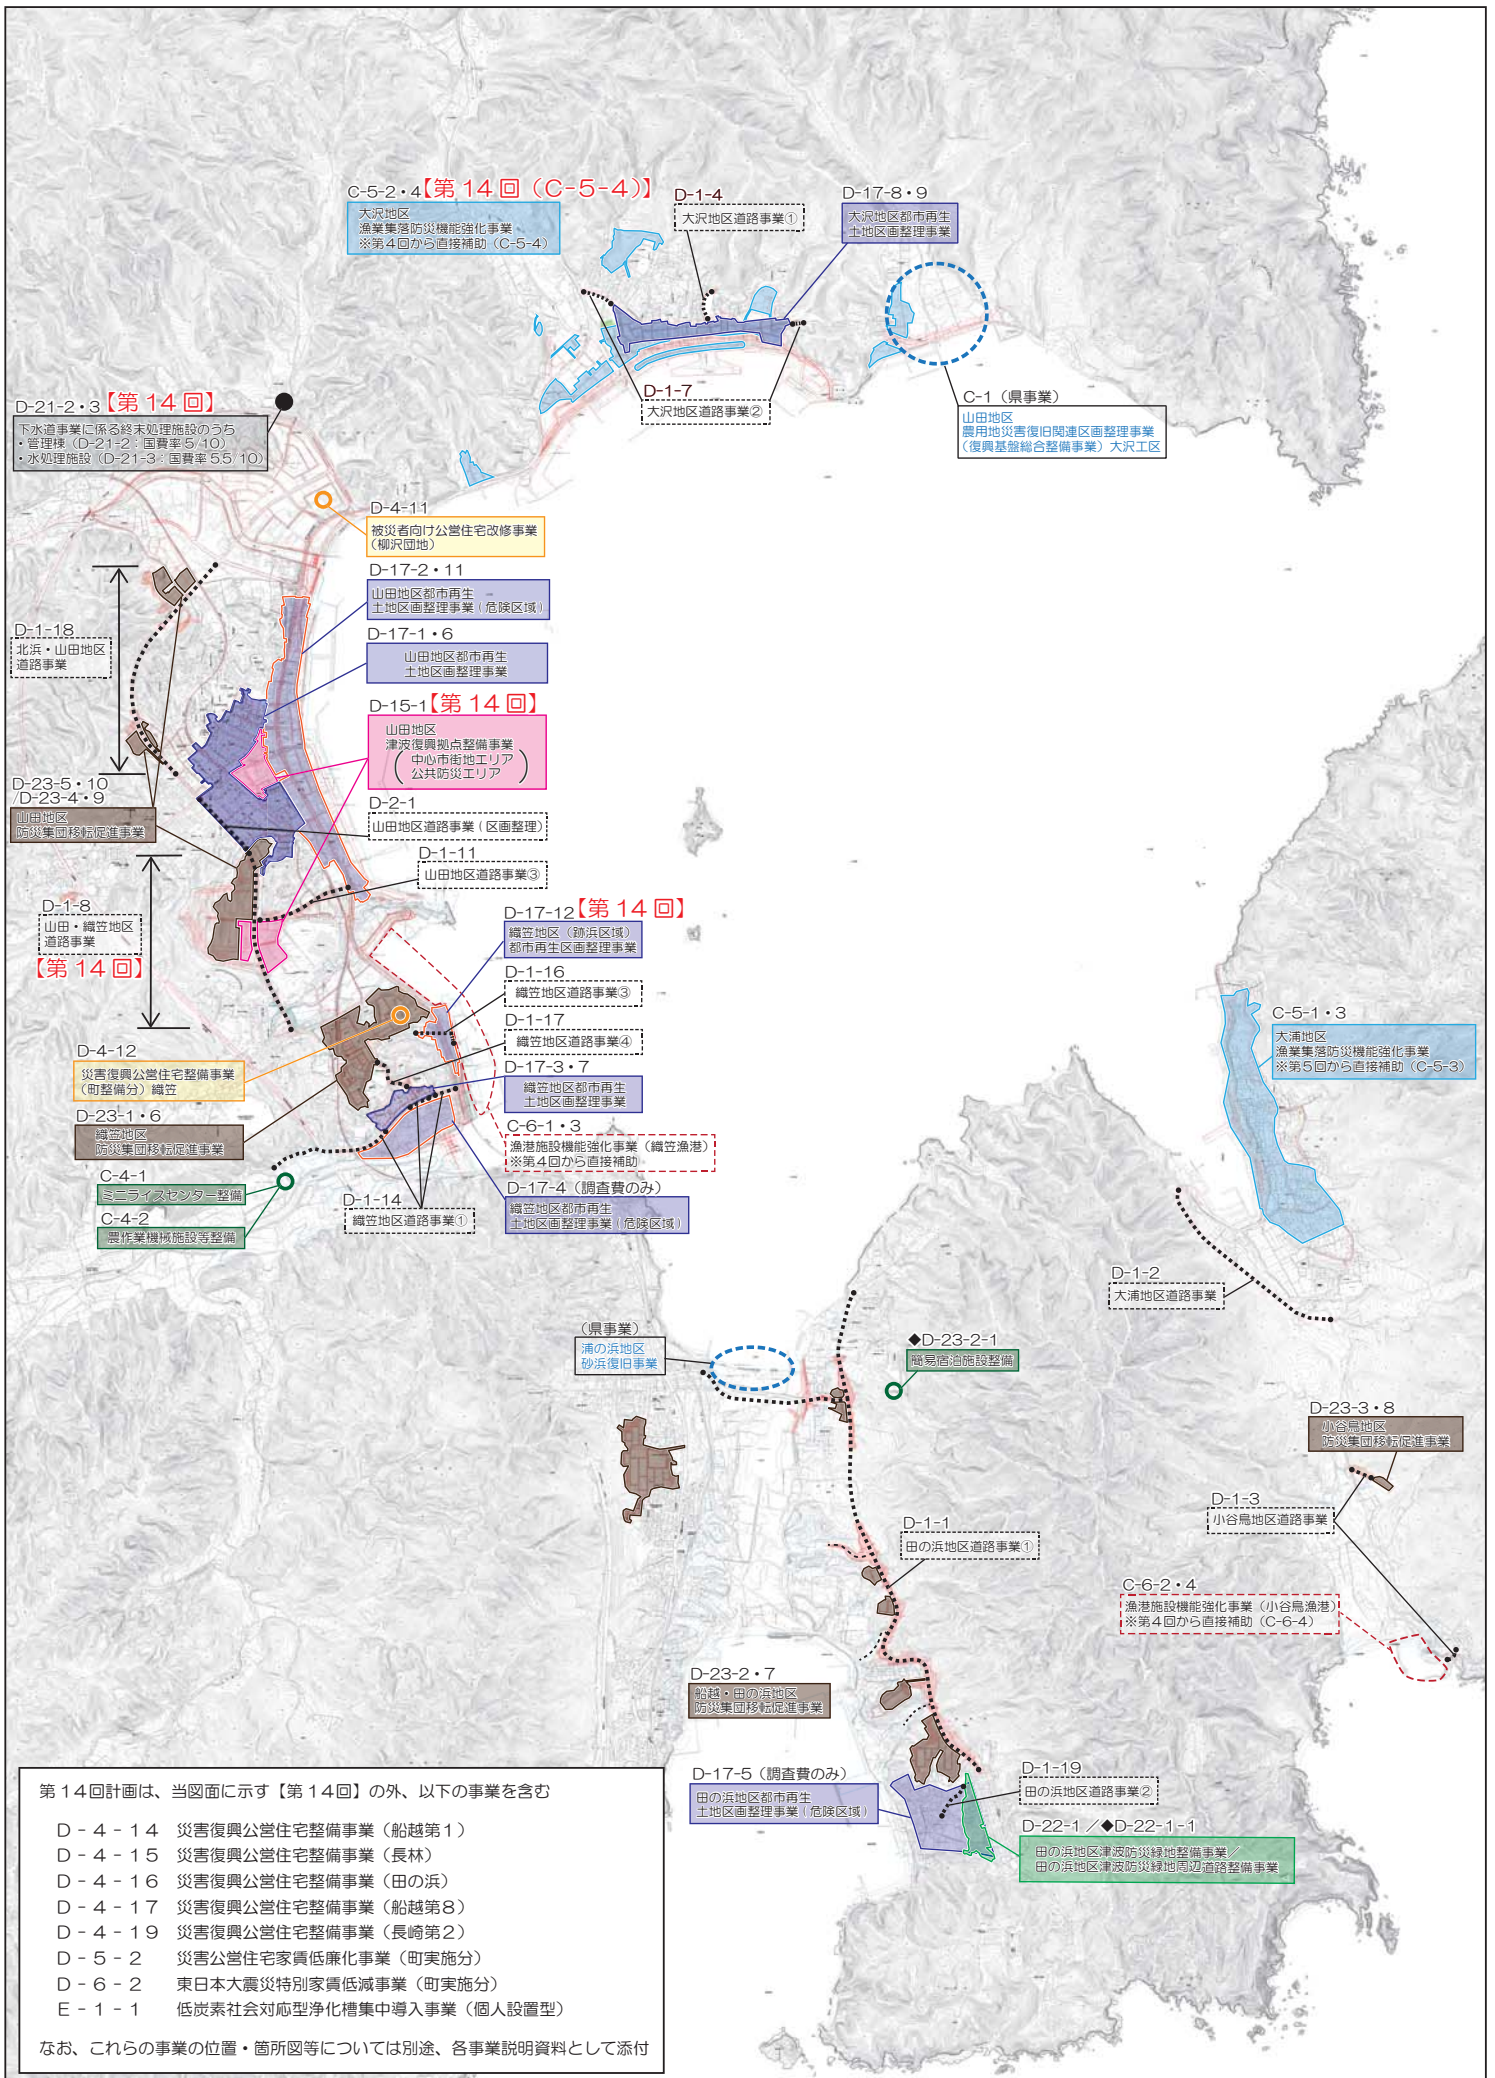 C-5-2・4【第14回（C-5-4）】
大沢地区
漁業集落防災機能強化事業
※第4回から直接補助（C-5-4）
D-1-4
大沢地区道路事業①
D-17-8・9
大沢地区都市再生
土地区画整理事業
D-1-7
大沢地区道路事業②
C-1（県事業）
山田地区
農用地災害復旧関連区画整理事業
（復興基盤総合整備事業）大沢工区
D-21-2・3【第14回】
下水道事業に係る終末処理施設のうち
・管理棟（D-21-2：国費率5/10）
・水処理施設（D-21-3：国費率5.5/10）
D-4-11
被災者向け公営住宅改修事業
（柳沢団地）
D-17-2・11
山田地区都市再生
土地区画整理事業（危険区域）
D-1-18
北浜・山田地区
道路事業
D-17-1・6
山田地区都市再生
土地区画整理事業
D-15-1【第14回】
山田地区
津波復興拠点整備事業
（中心市街地エリア
公共防災エリア）
D-23-5・10
/D-23-4・9
山田地区
防災集団移転促進事業
D-2-1
山田地区道路事業（区画整理）
D-1-11
山田地区道路事業③
D-1-8
山田・織笠地区
道路事業
【第14回】
D-17-12【第14回】
織笠地区（跡浜区域）
都市再生区画整理事業
D-1-16
織笠地区道路事業③
D-1-17
織笠地区道路事業④
D-4-12
災害復興公営住宅整備事業
（町整備分）織笠
D-17-3・7
織笠地区都市再生
土地区画整理事業
D-23-1・6
織笠地区
防災集団移転促進事業
C-6-1・3
漁港施設機能強化事業（織笠漁港）
※第4回から直接補助
C-4-1
ミニライスセンター整備
C-4-2
農作業機械施設等整備
D-1-14
織笠地区道路事業①
D-17-4（調査費のみ）
織笠地区都市再生
土地区画整理事業（危険区域）
C-5-1・3
大浦地区
漁業集落防災機能強化事業
※第5回から直接補助（C-5-3）
D-1-2
大浦地区道路事業
（県事業）
浦の浜地区
砂浜復旧事業
◆D-23-2-1
簡易宿泊施設整備
D-23-3・8
小谷鳥地区
防災集団移転促進事業
D-1-3
小谷鳥地区道路事業
D-1-1
田の浜地区道路事業①
C-6-2・4
漁港施設機能強化事業（小谷鳥漁港）
※第4回から直接補助（C-6-4）
D-23-2・7
船越・田の浜地区
防災集団移転促進事業
D-17-5（調査費のみ）
田の浜地区都市再生
土地区画整理事業（危険区域）
D-1-19
田の浜地区道路事業②
D-22-1／◆D-22-1-1
田の浜地区津波防災緑地整備事業／
田の浜地区津波防災緑地周辺道路整備事業
第14回計画は、当図面に示す【第14回】の外、以下の事業を含む
D-4-14 災害復興公営住宅整備事業（船越第1）
D-4-15 災害復興公営住宅整備事業（長林）
D-4-16 災害復興公営住宅整備事業（田の浜）
D-4-17 災害復興公営住宅整備事業（船越第8）
D-4-19 災害復興公営住宅整備事業（長崎第2）
D-5-2 災害公営住宅家賃低廉化事業（町実施分）
D-6-2 東日本大震災特別家賃低減事業（町実施分）
E-1-1 低炭素社会対応型浄化槽集中導入事業（個人設置型）
なお、これらの事業の位置・箇所図等については別途、各事業説明資料として添付